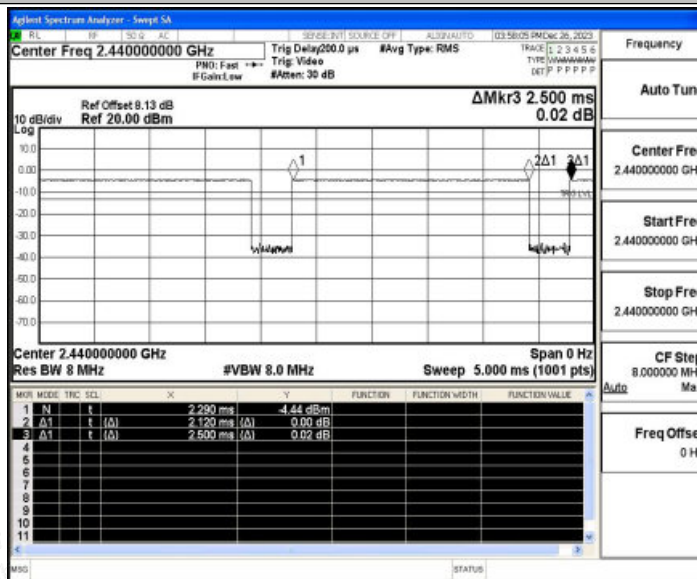 Agilent Spectrum Analyzer - Swept SA
RL RF 50 Ω AC SENSE:INT SOURCE OFF ALIGNAUTO 03:58:05 PM Dec 26, 2023
Center Freq 2.440000000 GHz
PNO: Fast
IFGain:Low
Trig Delay200.0 µs
Trig: Video
#Atten: 30 dB
#Avg Type: RMS
TRACE 1 2 3 4 5 6
TYPE WWWWWW
DET P P P P P P
Ref Offset 8.13 dB
10 dB/div Ref 20.00 dBm
Log
ΔMkr3 2.500 ms
0.02 dB
10.0
0.00
-10.0
-20.0
-30.0
-40.0
-50.0
-60.0
-70.0
1
2Δ1
3Δ1
TRIG LVL
Center 2.440000000 GHz Span 0 Hz
Res BW 8 MHz #VBW 8.0 MHz Sweep 5.000 ms (1001 pts)
MKR MODE TRC SCL X Y FUNCTION FUNCTION WIDTH FUNCTION VALUE
1 N t 2.290 ms -4.44 dBm
2 Δ1 t (Δ) 2.120 ms (Δ) 0.00 dB
3 Δ1 t (Δ) 2.500 ms (Δ) 0.02 dB
4
5
6
7
8
9
10
11
MSG STATUS
Frequency
Auto Tun
Center Fre
2.440000000 GH
Start Fre
2.440000000 GH
Stop Fre
2.440000000 GH
CF Step
8.000000 MH
Auto Ma
Freq Offse
0 H